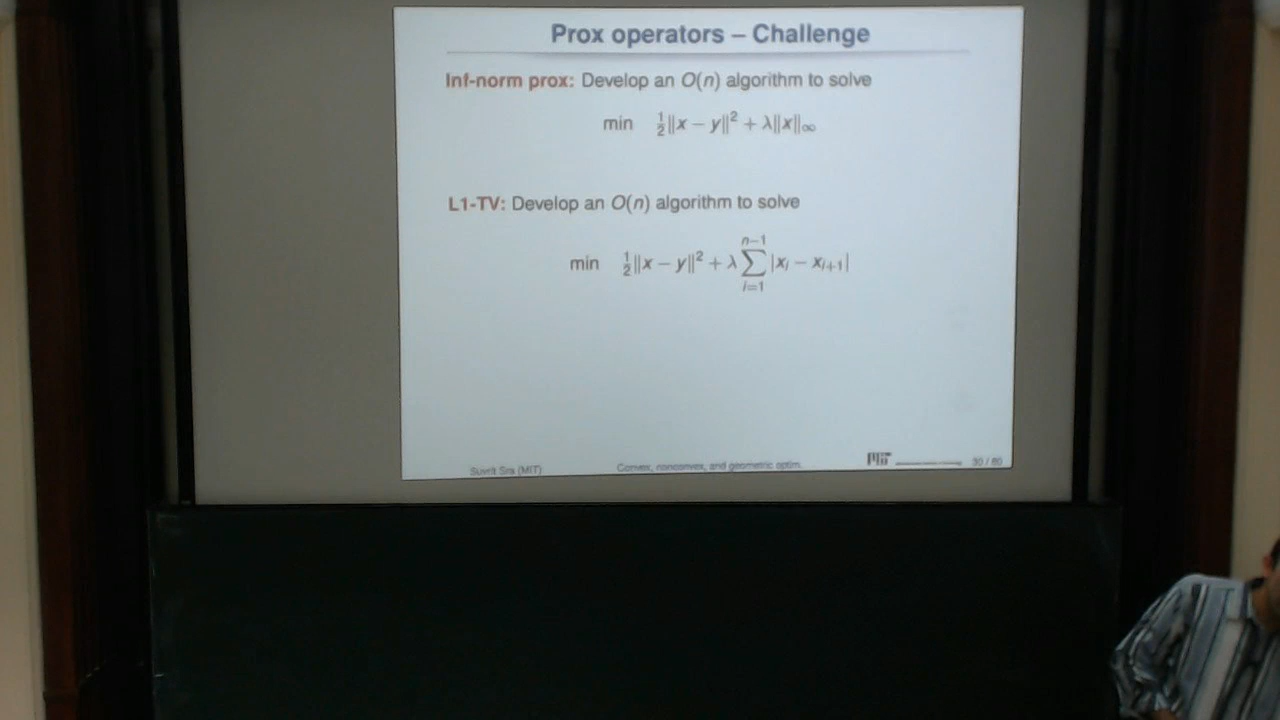 Prox operators – Challenge
Inf-norm prox: Develop an O(n) algorithm to solve
min ½||x − y||² + λ||x||∞
L1-TV: Develop an O(n) algorithm to solve
min ½||x − y||² + λ ∑_{i=1}^{n−1} |xᵢ − xᵢ₊₁|
Suvrit Sra (MIT) Convex, nonconvex, and geometric optim. MIT 30 / 80